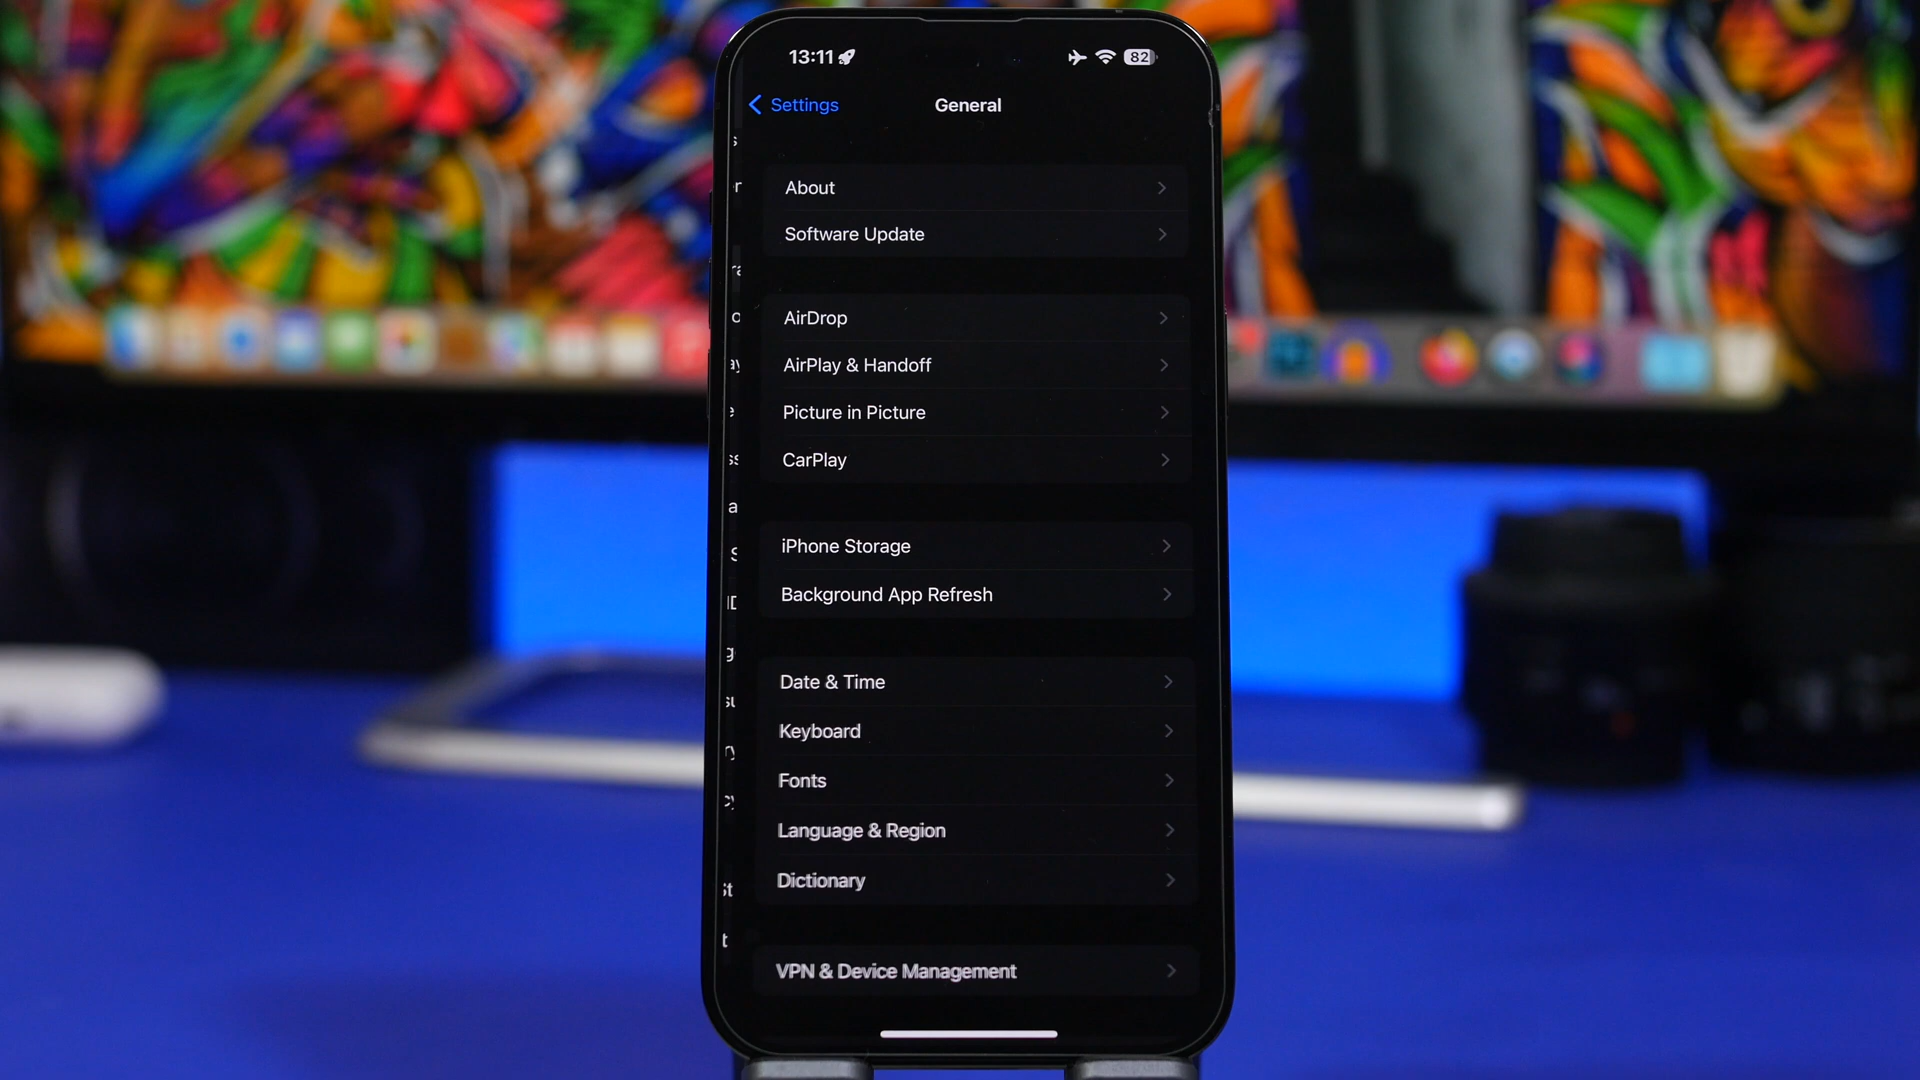 13:11
82
Settings
General
About
Software Update
AirDrop
AirPlay & Handoff
Picture in Picture
CarPlay
iPhone Storage
Background App Refresh
Date & Time
Keyboard
Fonts
Language & Region
Dictionary
VPN & Device Management